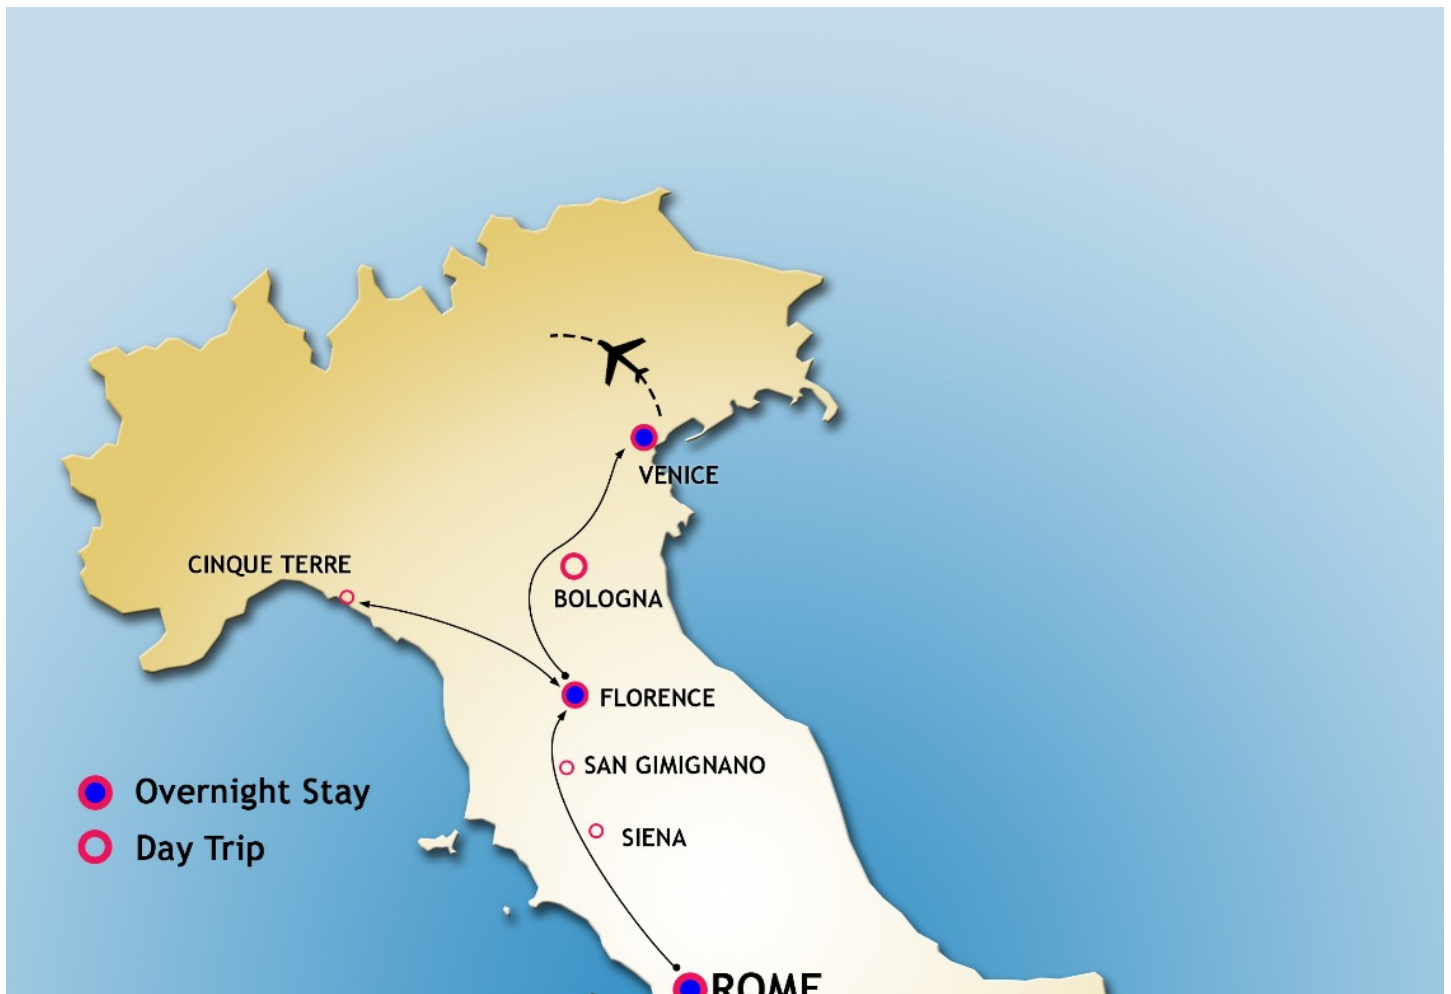 VENICE
CINQUE TERRE
BOLOGNA
FLORENCE
SAN GIMIGNANO
Overnight Stay
SIENA
Day Trip
ROME